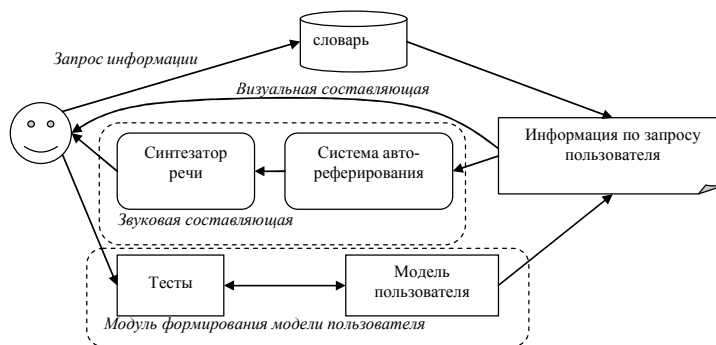 Запрос информации
словарь
Визуальная составляющая
Информация по запросу
пользователя
Синтезатор
речи
Система авто-
реферирования
Звуковая составляющая
Тесты
Модель
пользователя
Модуль формирования модели пользователя